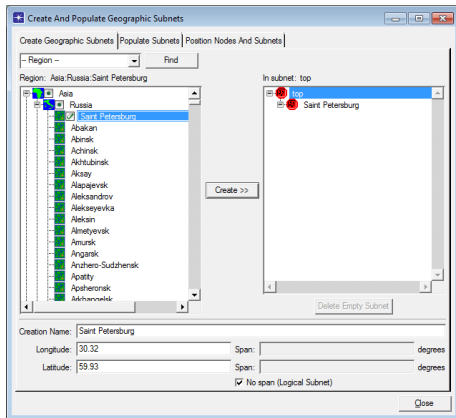 Create And Populate Geographic Subnets
Create Geographic Subnets Populate Subnets Position Nodes And Subnets
-- Region -- Find
Region: Asia:Russia:Saint Petersburg
Asia
Russia
Saint Petersburg
Abakan
Abinsk
Achinsk
Akhtubinsk
Aksay
Alapajevsk
Aleksandrov
Alekseyevka
Aleksin
Almetyevsk
Amursk
Angarsk
Anzhero-Sudzhensk
Apatity
Apsheronsk
Arkhangelsk
Create >>
In subnet: top
top
Saint Petersburg
Delete Empty Subnet
Creation Name: Saint Petersburg
Longitude: 30.32 Span: degrees
Latitude: 59.93 Span: degrees
No span (Logical Subnet)
Close